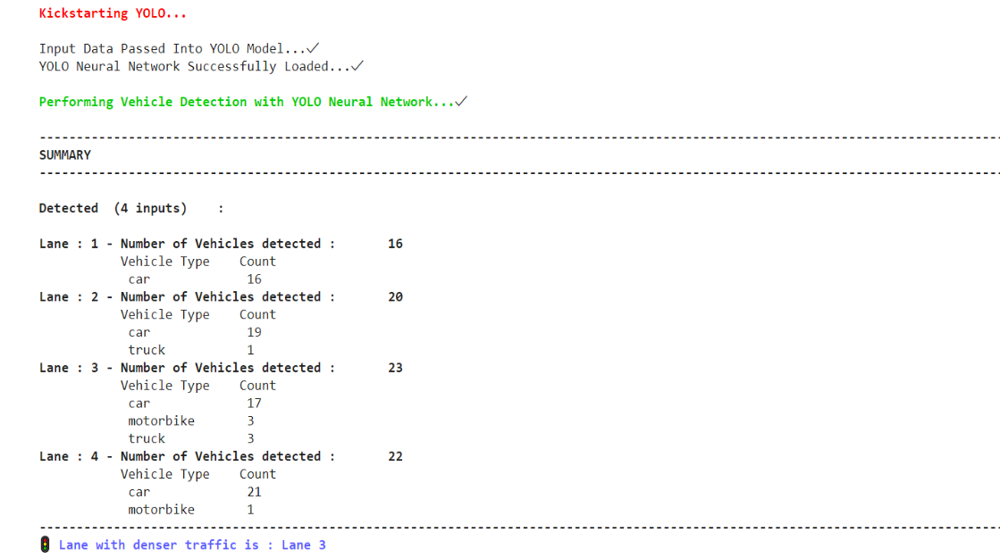 Kickstarting YOLO...
Input Data Passed Into YOLO Model...✓
YOLO Neural Network Successfully Loaded...✓
Performing Vehicle Detection with YOLO Neural Network...✓
--------------------------------------------------------------------------------------------------------------------------------
SUMMARY
--------------------------------------------------------------------------------------------------------------------------------
Detected (4 inputs) :
Lane : 1 - Number of Vehicles detected : 16
Vehicle Type Count
car 16
Lane : 2 - Number of Vehicles detected : 20
Vehicle Type Count
car 19
truck 1
Lane : 3 - Number of Vehicles detected : 23
Vehicle Type Count
car 17
motorbike 3
truck 3
Lane : 4 - Number of Vehicles detected : 22
Vehicle Type Count
car 21
motorbike 1
--------------------------------------------------------------------------------------------------------------------------------
🚦 Lane with denser traffic is : Lane 3